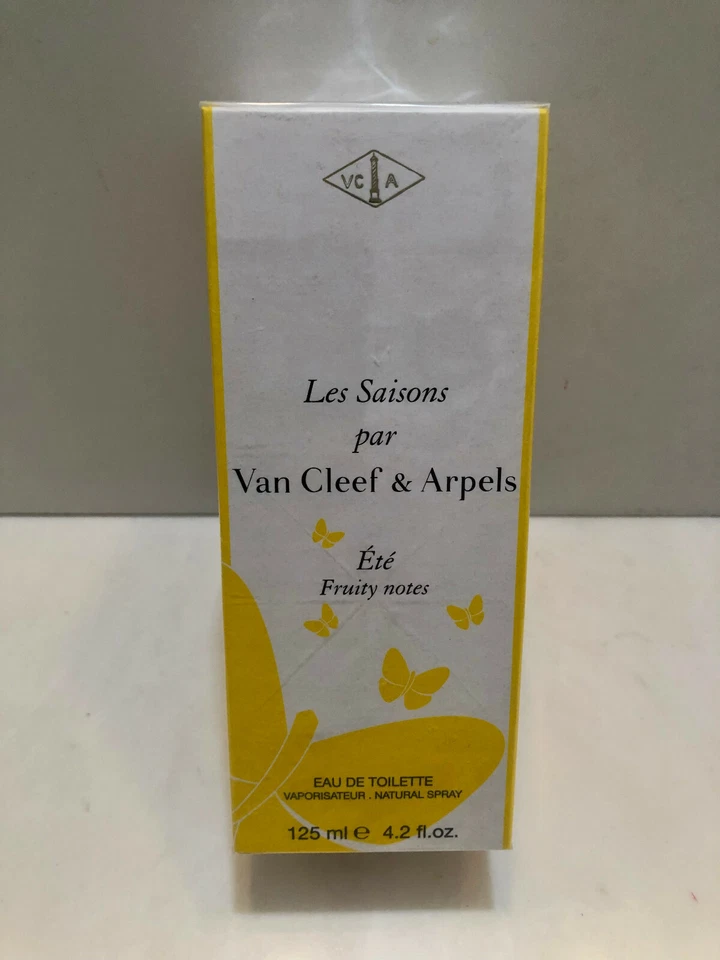 VC A
Les Saisons
par
Van Cleef & Arpels
Été
Fruity notes
EAU DE TOILETTE
VAPORISATEUR . NATURAL SPRAY
125 ml ℮ 4.2 fl.oz.